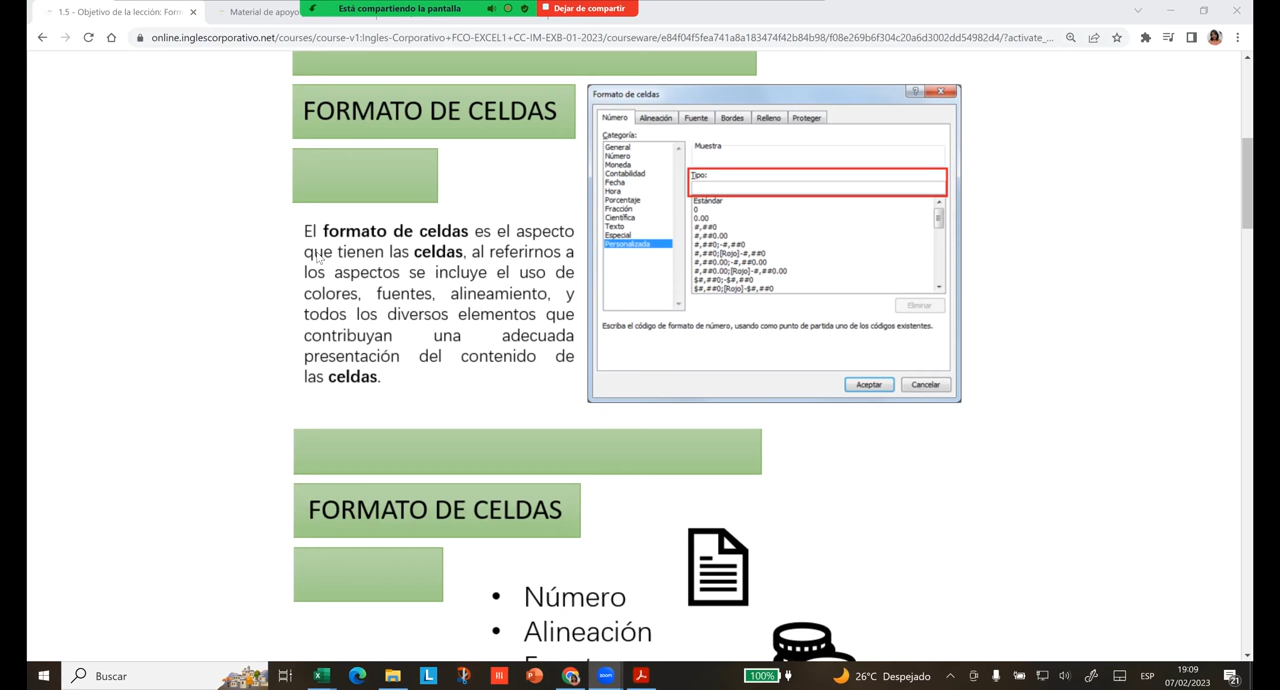 1.5 - Objetivo de la lección: Form
Material de apoyo
Está compartiendo la pantalla
Dejar de compartir
online.inglescorporativo.net/courses/course-v1:Ingles-Corporativo+FCO-EXCEL1+CC-IM-EXB-01-2023/courseware/e84f04f5fea741a8a183474f42b84b98/f08e269b6f304c20a6d3002dd54982d4/?activate_...
FORMATO DE CELDAS
El formato de celdas es el aspecto
que tienen las celdas, al referirnos a
los aspectos se incluye el uso de
colores, fuentes, alineamiento, y
todos los diversos elementos que
contribuyan una adecuada
presentación del contenido de
las celdas.
Formato de celdas
Número Alineación Fuente Bordes Relleno Proteger
Categoría:
General
Número
Moneda
Contabilidad
Fecha
Hora
Porcentaje
Fracción
Científica
Texto
Especial
Personalizada
Muestra
Tipo:
Estándar
0
0.00
#,##0
#,##0.00
#,##0;-#,##0
#,##0;[Rojo]-#,##0
#,##0.00;-#,##0.00
#,##0.00;[Rojo]-#,##0.00
$#,##0;-$#,##0
$#,##0;[Rojo]-$#,##0
Eliminar
Escriba el código de formato de número, usando como punto de partida uno de los códigos existentes.
Aceptar Cancelar
FORMATO DE CELDAS
• Número
• Alineación
Buscar
100%
26°C Despejado
ESP
19:09
07/02/2023
21